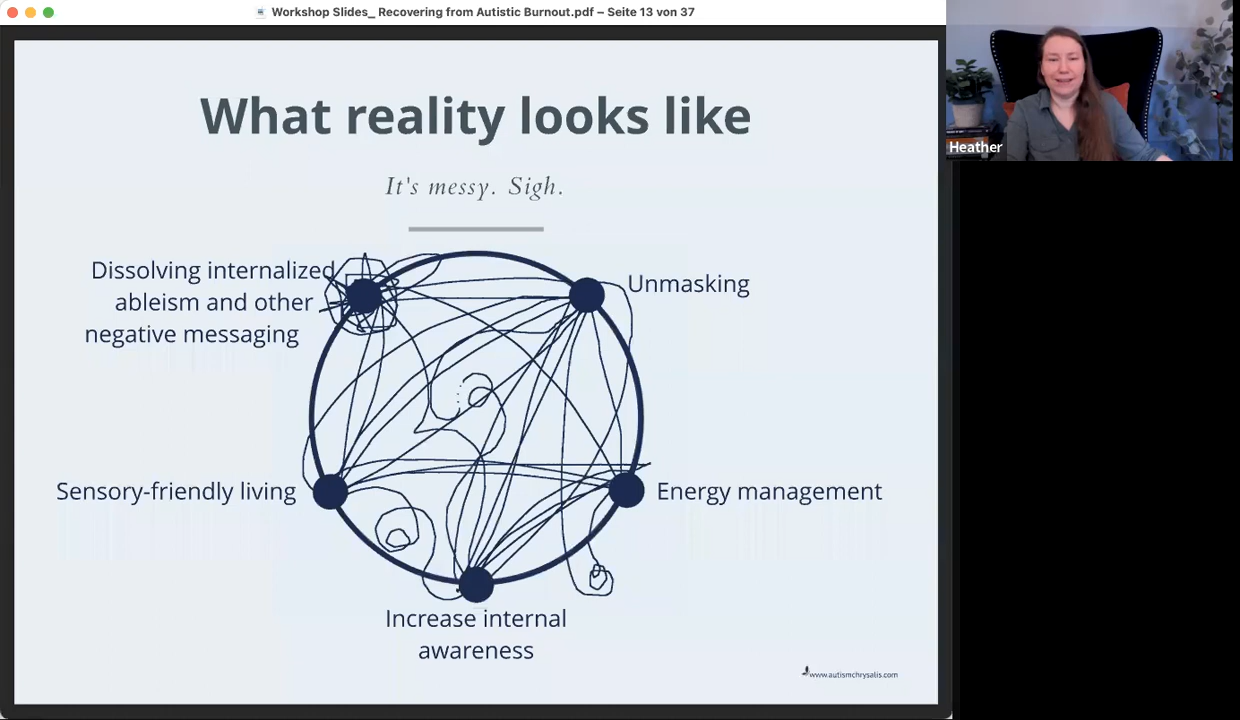 Workshop Slides_ Recovering from Autistic Burnout.pdf – Seite 13 von 37
Heather
What reality looks like
It's messy. Sigh.
Dissolving internalized
ableism and other
negative messaging
Unmasking
Sensory-friendly living
Energy management
Increase internal
awareness
www.autismchrysalis.com